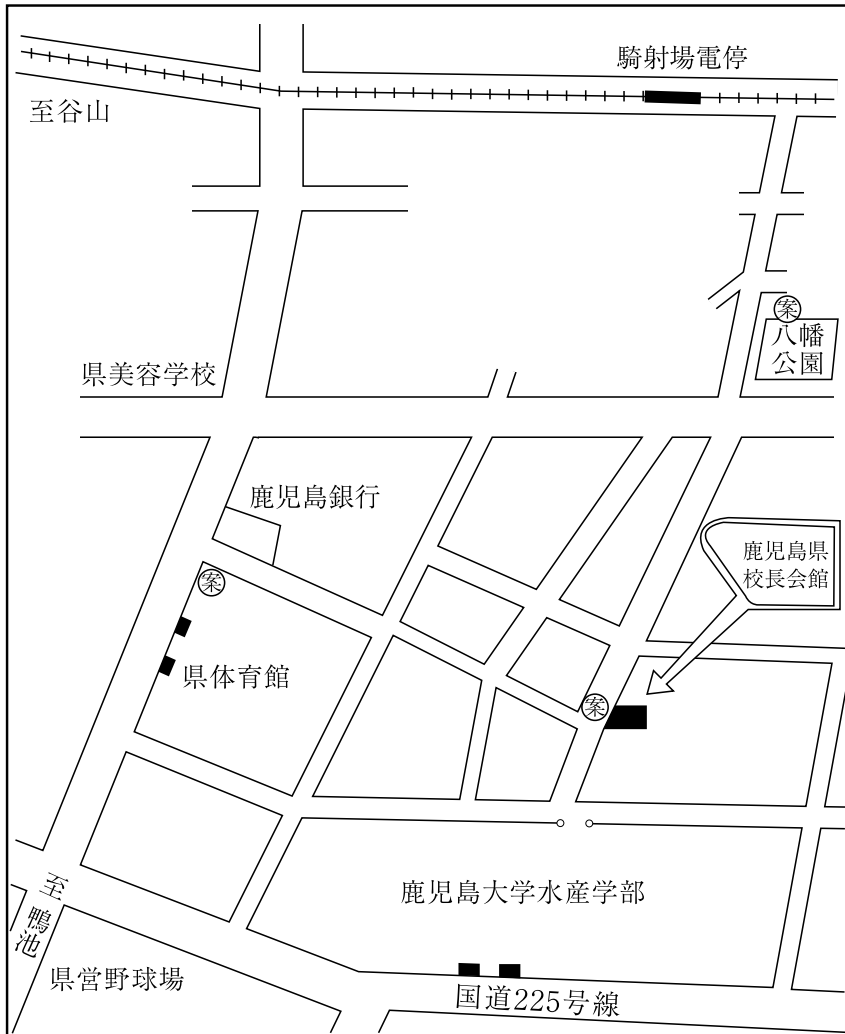 騎射場電停
至谷山
案
八幡
公園
県美容学校
鹿児島銀行
鹿児島県
校長会館
案
県体育館
案
鹿児島大学水産学部
至鴨池
県営野球場
国道225号線